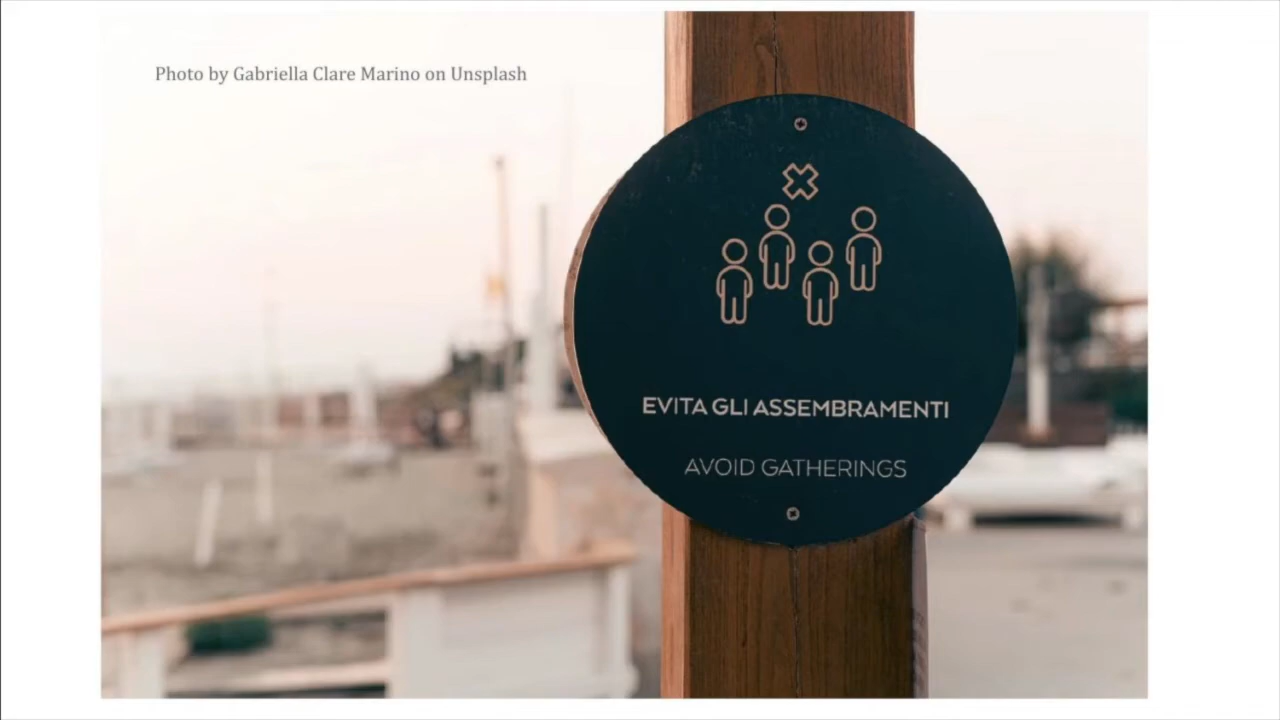 Photo by Gabriella Clare Marino on Unsplash
EVITA GLI ASSEMBRAMENTI
AVOID GATHERINGS